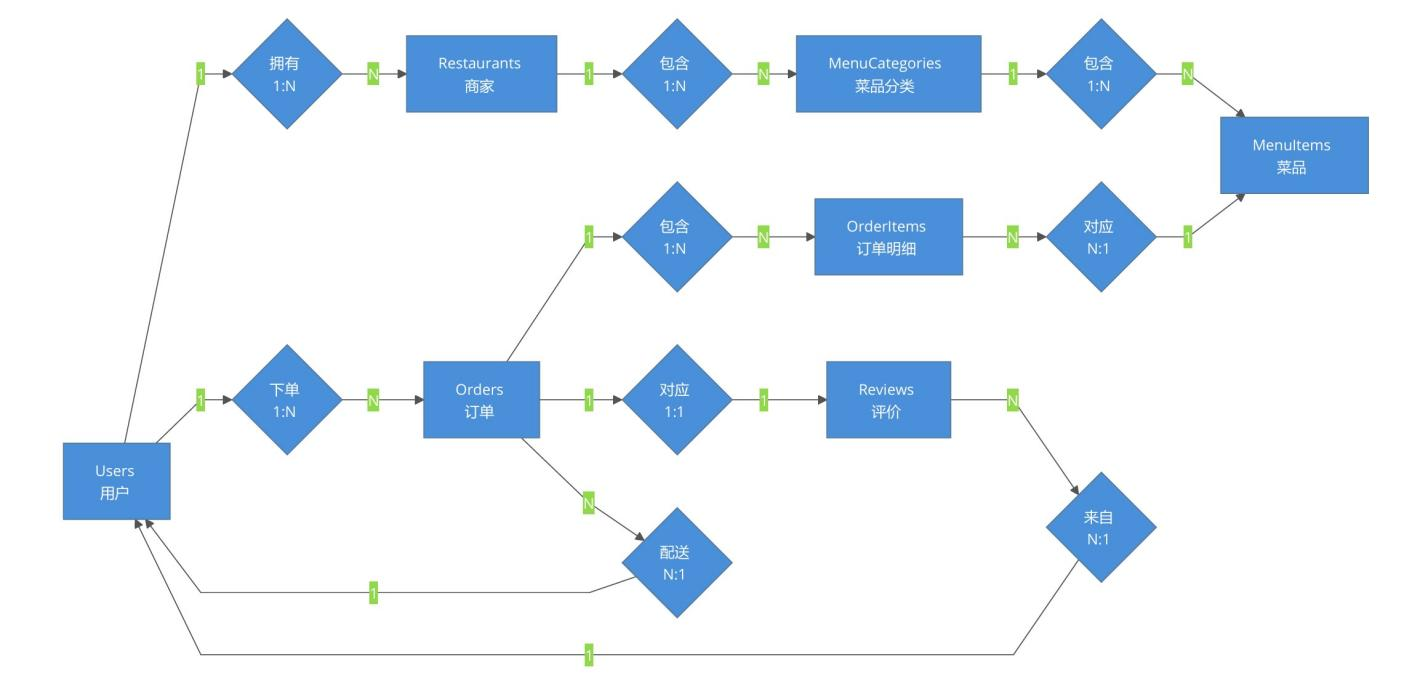 1
拥有
1:N
N
Restaurants
商家
1
包含
1:N
N
MenuCategories
菜品分类
1
包含
1:N
N
MenuItems
菜品
1
包含
1:N
N
OrderItems
订单明细
N
对应
N:1
1
1
下单
1:N
N
Orders
订单
1
对应
1:1
1
Reviews
评价
N
Users
用户
N
配送
N:1
来自
N:1
1
1